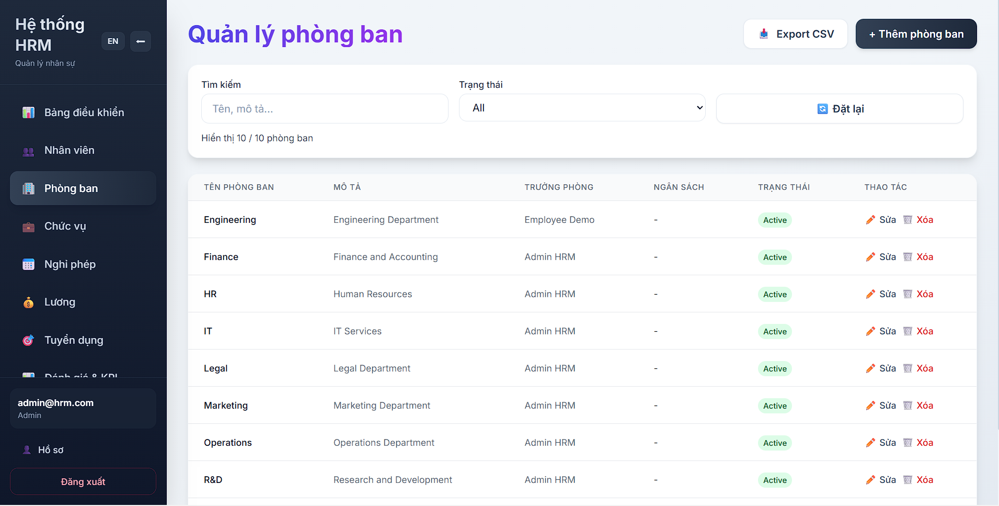 Hệ thống
HRM
EN
←
Quản lý nhân sự
Bảng điều khiển
Nhân viên
Phòng ban
Chức vụ
Nghỉ phép
Lương
Tuyển dụng
Đánh giá & KPI
admin@hrm.com
Admin
Hồ sơ
Đăng xuất
Quản lý phòng ban
Export CSV
+ Thêm phòng ban
Tìm kiếm
Trạng thái
Tên, mô tả...
All
Đặt lại
Hiển thị 10 / 10 phòng ban
TÊN PHÒNG BAN MÔ TẢ TRƯỞNG PHÒNG NGÂN SÁCH TRẠNG THÁI THAO TÁC
Engineering Engineering Department Employee Demo - Active Sửa Xóa
Finance Finance and Accounting Admin HRM - Active Sửa Xóa
HR Human Resources Admin HRM - Active Sửa Xóa
IT IT Services Admin HRM - Active Sửa Xóa
Legal Legal Department Admin HRM - Active Sửa Xóa
Marketing Marketing Department Admin HRM - Active Sửa Xóa
Operations Operations Department Admin HRM - Active Sửa Xóa
R&D Research and Development Admin HRM - Active Sửa Xóa